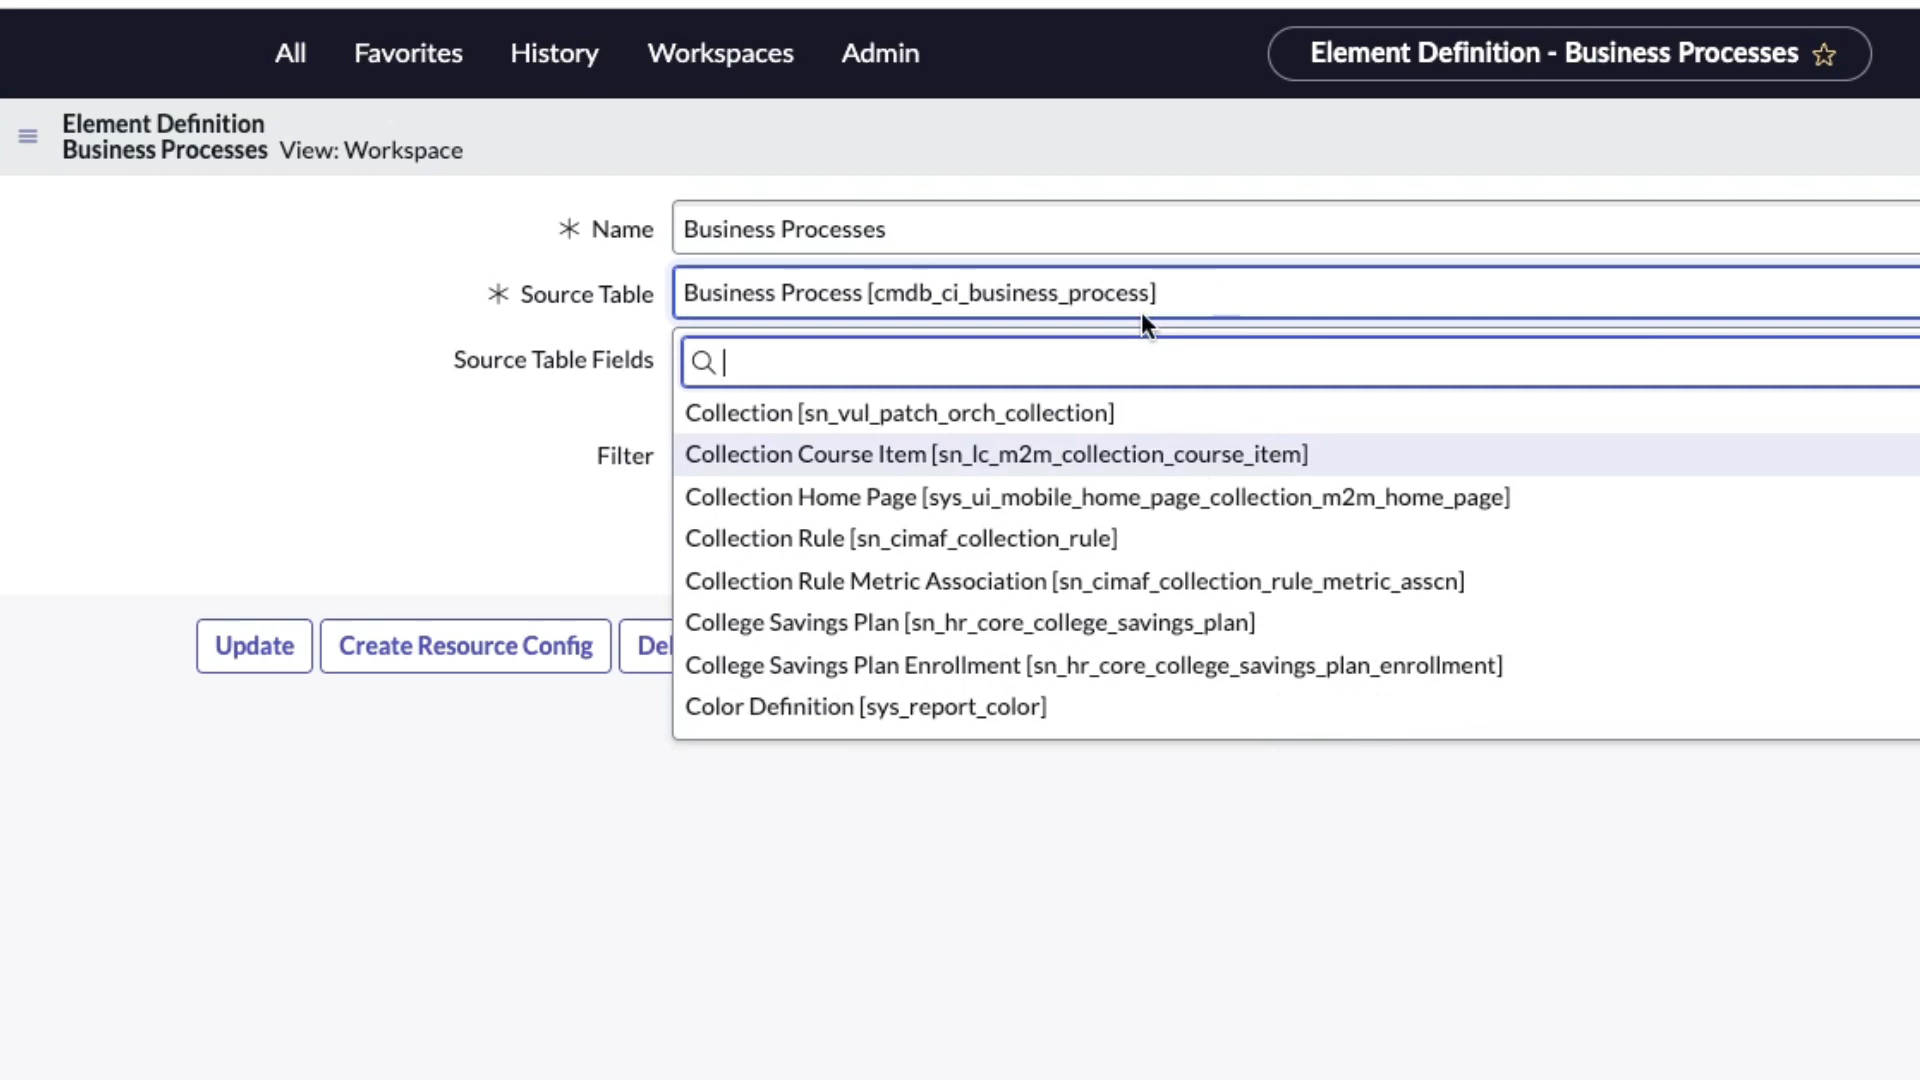 All Favorites History Workspaces Admin Element Definition - Business Processes
Element Definition
Business Processes View: Workspace
Name Business Processes
Source Table Business Process [cmdb_ci_business_process]
Source Table Fields
Collection [sn_vul_patch_orch_collection]
Collection Course Item [sn_lc_m2m_collection_course_item]
Filter
Collection Home Page [sys_ui_mobile_home_page_collection_m2m_home_page]
Collection Rule [sn_cimaf_collection_rule]
Collection Rule Metric Association [sn_cimaf_collection_rule_metric_asscn]
College Savings Plan [sn_hr_core_college_savings_plan]
Update Create Resource Config Del
College Savings Plan Enrollment [sn_hr_core_college_savings_plan_enrollment]
Color Definition [sys_report_color]